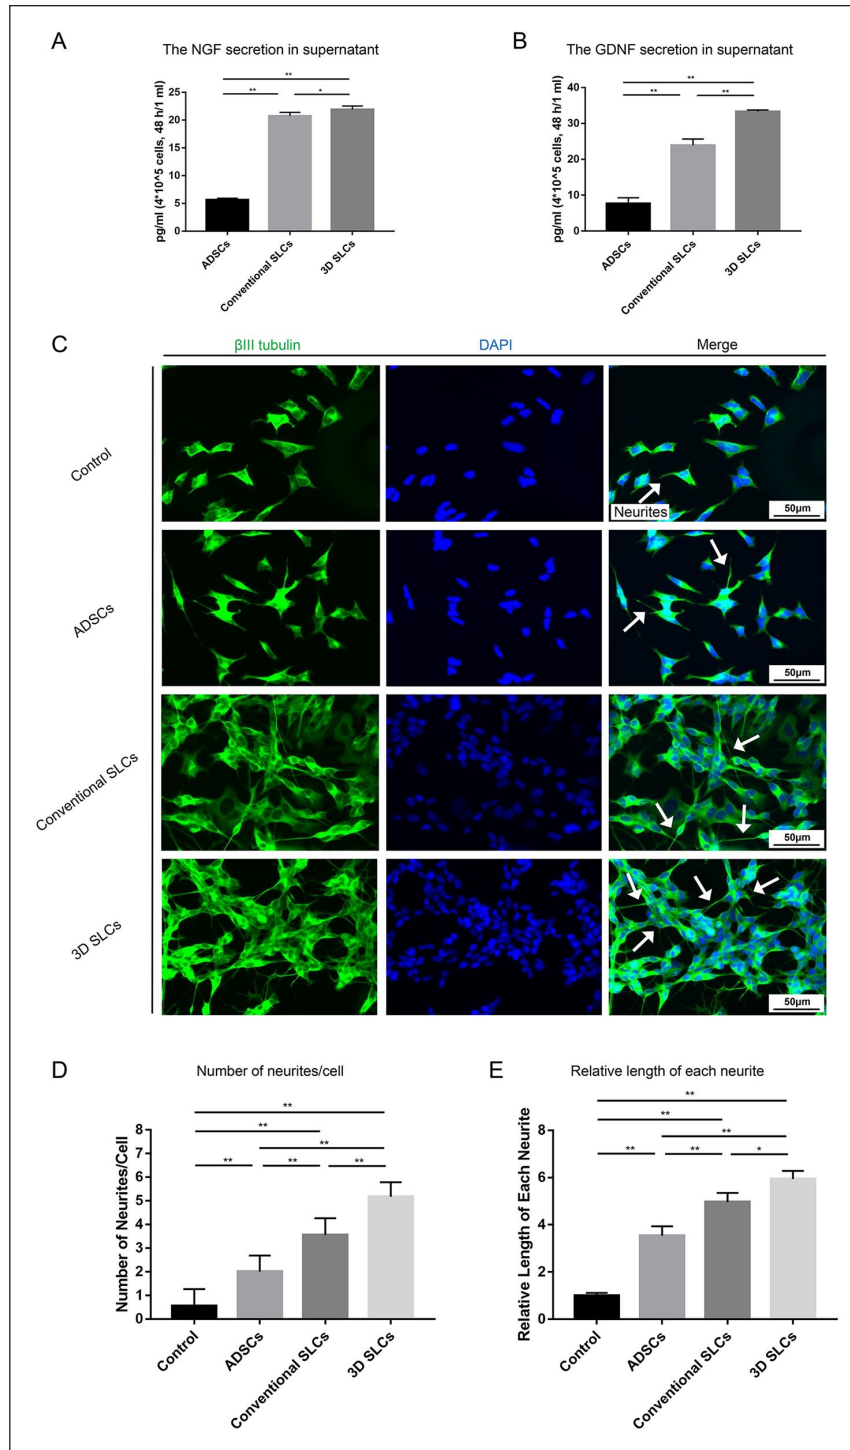 A
The NGF secretion in supernatant
pg/ml (4*10^5 cells, 48 h/1 ml)
25
20
15
10
5
0
**
**
*
ADSCs
Conventional SLCs
3D SLCs
B
The GDNF secretion in supernatant
pg/ml (4*10^5 cells, 48 h/1 ml)
40
30
20
10
0
**
**
**
ADSCs
Conventional SLCs
3D SLCs
C
βIII tubulin
DAPI
Merge
Control
Neurites
50μm
ADSCs
50μm
Conventional SLCs
50μm
3D SLCs
50μm
D
Number of neurites/cell
Number of Neurites/Cell
8
7
6
5
4
3
2
1
0
**
**
**
**
**
**
Control
ADSCs
Conventional SLCs
3D SLCs
E
Relative length of each neurite
Relative Length of Each Neurite
8
6
4
2
0
**
**
**
**
**
*
Control
ADSCs
Conventional SLCs
3D SLCs